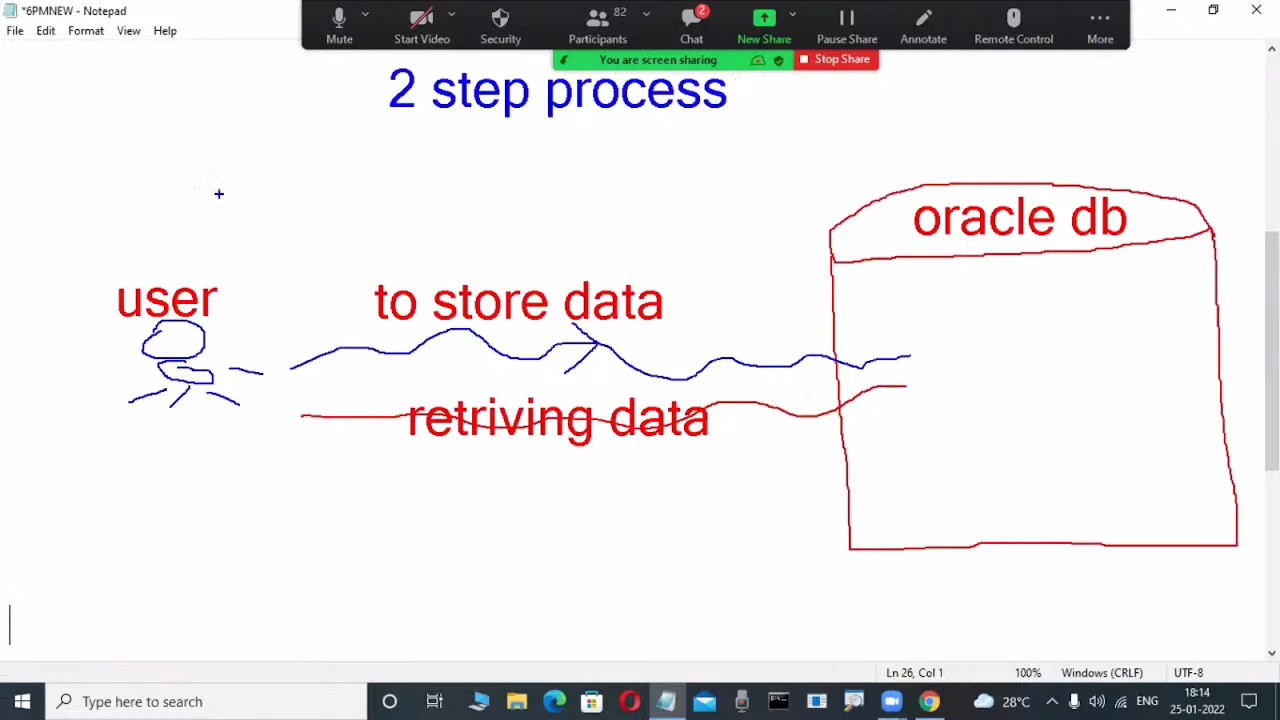 *6PMNEW - Notepad
File Edit Format View Help
Mute Start Video Security Participants 82 Chat 2 New Share Pause Share Annotate Remote Control More
You are screen sharing Stop Share
2 step process
oracle db
user to store data
retriving data
Ln 26, Col 1 100% Windows (CRLF) UTF-8
Type here to search
28°C ENG 18:14
25-01-2022